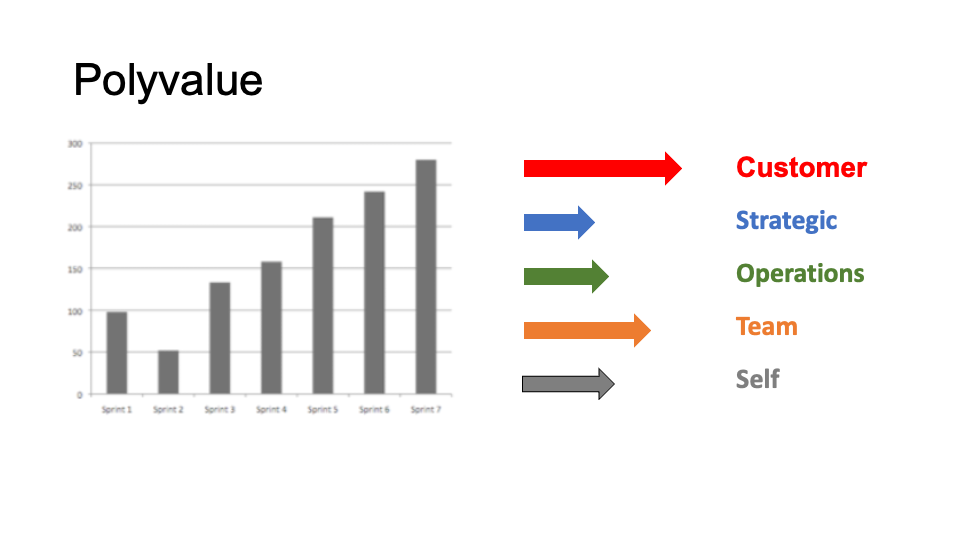 Polyvalue
300
250
200
150
100
50
0
Sprint 1 Sprint 2 Sprint 3 Sprint 4 Sprint 5 Sprint 6 Sprint 7
Customer
Strategic
Operations
Team
Self